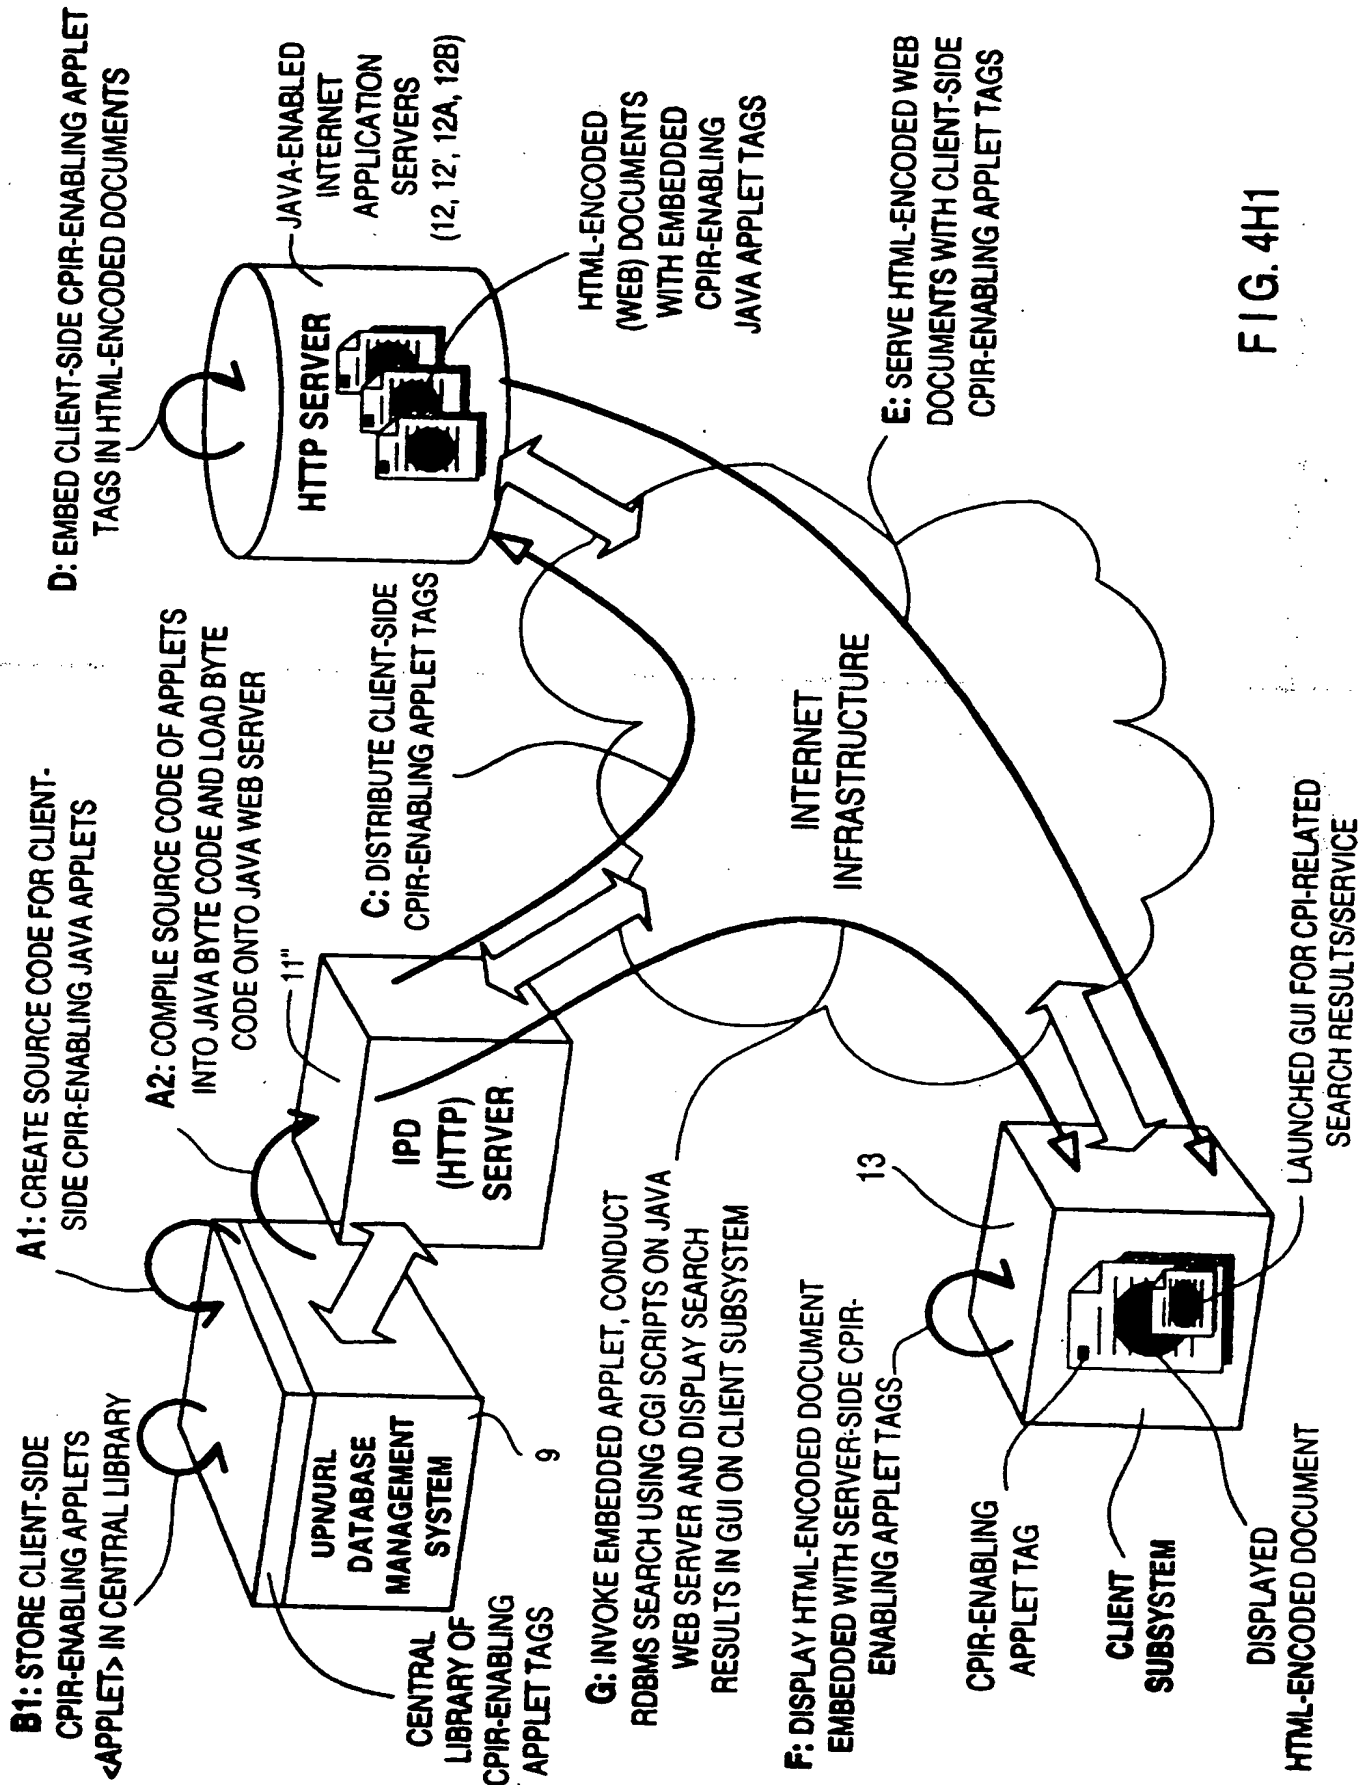 B1: STORE CLIENT-SIDE
CPIR-ENABLING APPLETS
<APPLET> IN CENTRAL LIBRARY
A1: CREATE SOURCE CODE FOR CLIENT-
SIDE CPIR-ENABLING JAVA APPLETS
A2: COMPILE SOURCE CODE OF APPLETS
INTO JAVA BYTE CODE AND LOAD BYTE
CODE ONTO JAVA WEB SERVER
D: EMBED CLIENT-SIDE CPIR-ENABLING APPLET
TAGS IN HTML-ENCODED DOCUMENTS
JAVA-ENABLED
INTERNET
APPLICATION
SERVERS
(12, 12', 12A, 12B)
HTTP SERVER
HTML-ENCODED
(WEB) DOCUMENTS
WITH EMBEDDED
CPIR-ENABLING
JAVA APPLET TAGS
11"
IPD
(HTTP)
SERVER
UPN/URL
DATABASE
MANAGEMENT
SYSTEM
9
CENTRAL
LIBRARY OF
CPIR-ENABLING
APPLET TAGS
C: DISTRIBUTE CLIENT-SIDE
CPIR-ENABLING APPLET TAGS
G: INVOKE EMBEDDED APPLET, CONDUCT
RDBMS SEARCH USING CGI SCRIPTS ON JAVA
WEB SERVER AND DISPLAY SEARCH
RESULTS IN GUI ON CLIENT SUBSYSTEM
INTERNET
INFRASTRUCTURE
E: SERVE HTML-ENCODED WEB
DOCUMENTS WITH CLIENT-SIDE
CPIR-ENABLING APPLET TAGS
F: DISPLAY HTML-ENCODED DOCUMENT
EMBEDDED WITH SERVER-SIDE CPIR-
ENABLING APPLET TAGS
13
CPIR-ENABLING
APPLET TAG
CLIENT
SUBSYSTEM
DISPLAYED
HTML-ENCODED DOCUMENT
LAUNCHED GUI FOR CPI-RELATED
SEARCH RESULTS/SERVICE
FIG. 4H1